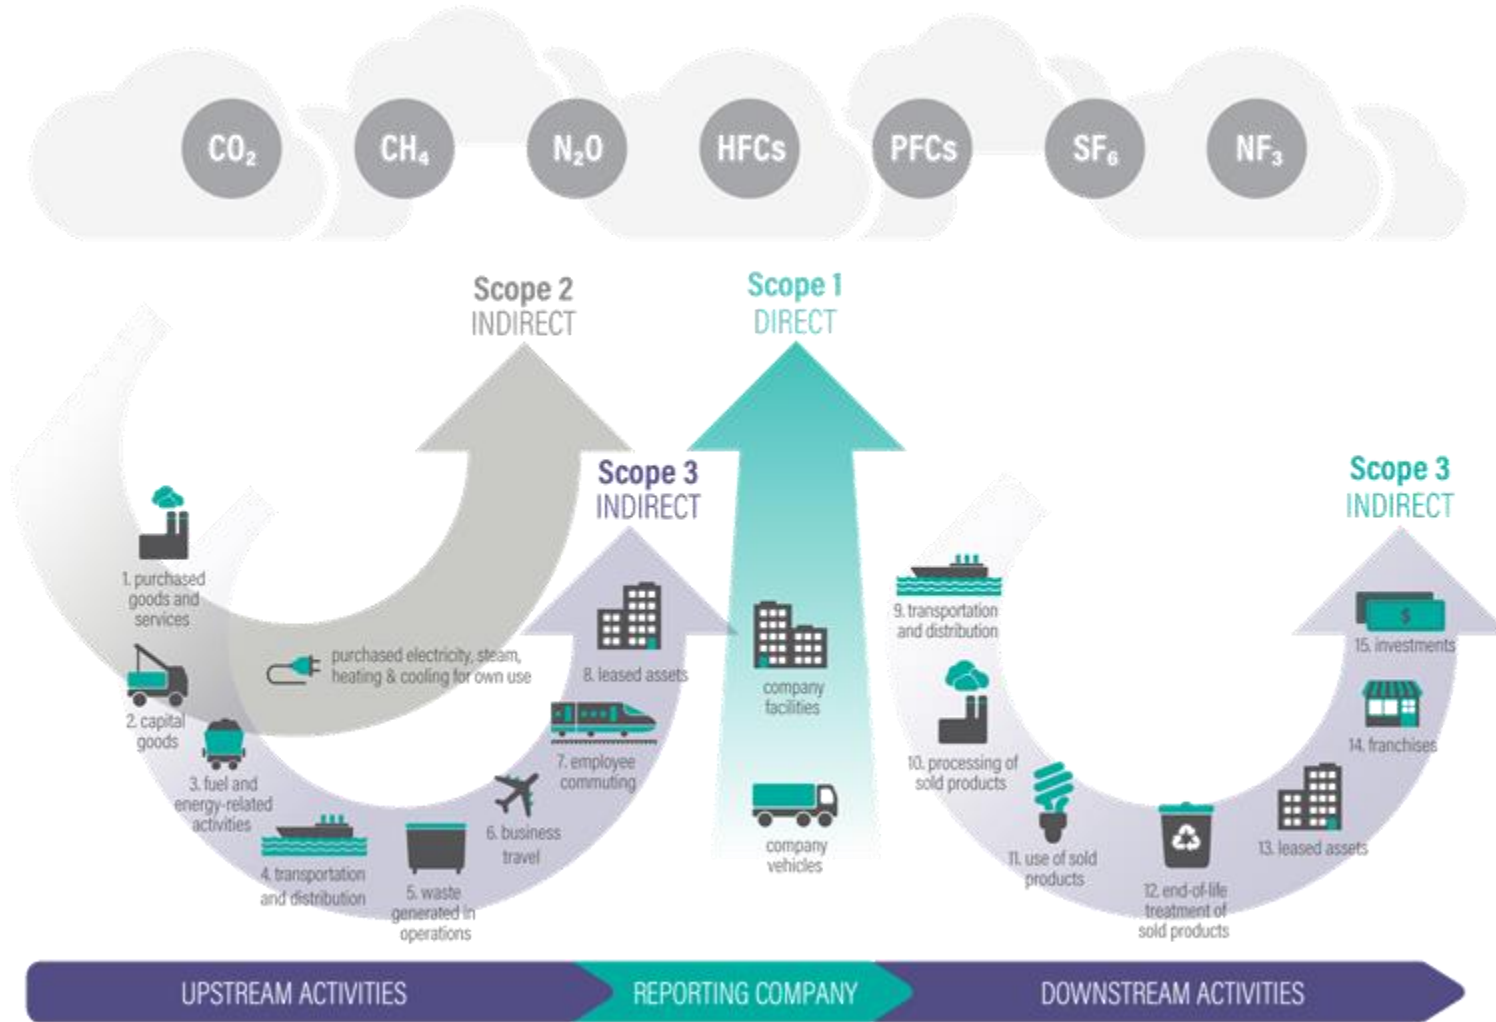 CO₂
CH₄
N₂O
HFCs
PFCs
SF₆
NF₃
Scope 2
INDIRECT
Scope 1
DIRECT
Scope 3
INDIRECT
Scope 3
INDIRECT
1. purchased
goods and
services
2. capital
goods
3. fuel and
energy-related
activities
purchased electricity, steam,
heating & cooling for own use
4. transportation
and distribution
5. waste
generated in
operations
6. business
travel
7. employee
commuting
8. leased assets
company
facilities
company
vehicles
9. transportation
and distribution
10. processing of
sold products
11. use of sold
products
12. end-of-life
treatment of
sold products
13. leased assets
14. franchises
$
15. investments
UPSTREAM ACTIVITIES
REPORTING COMPANY
DOWNSTREAM ACTIVITIES